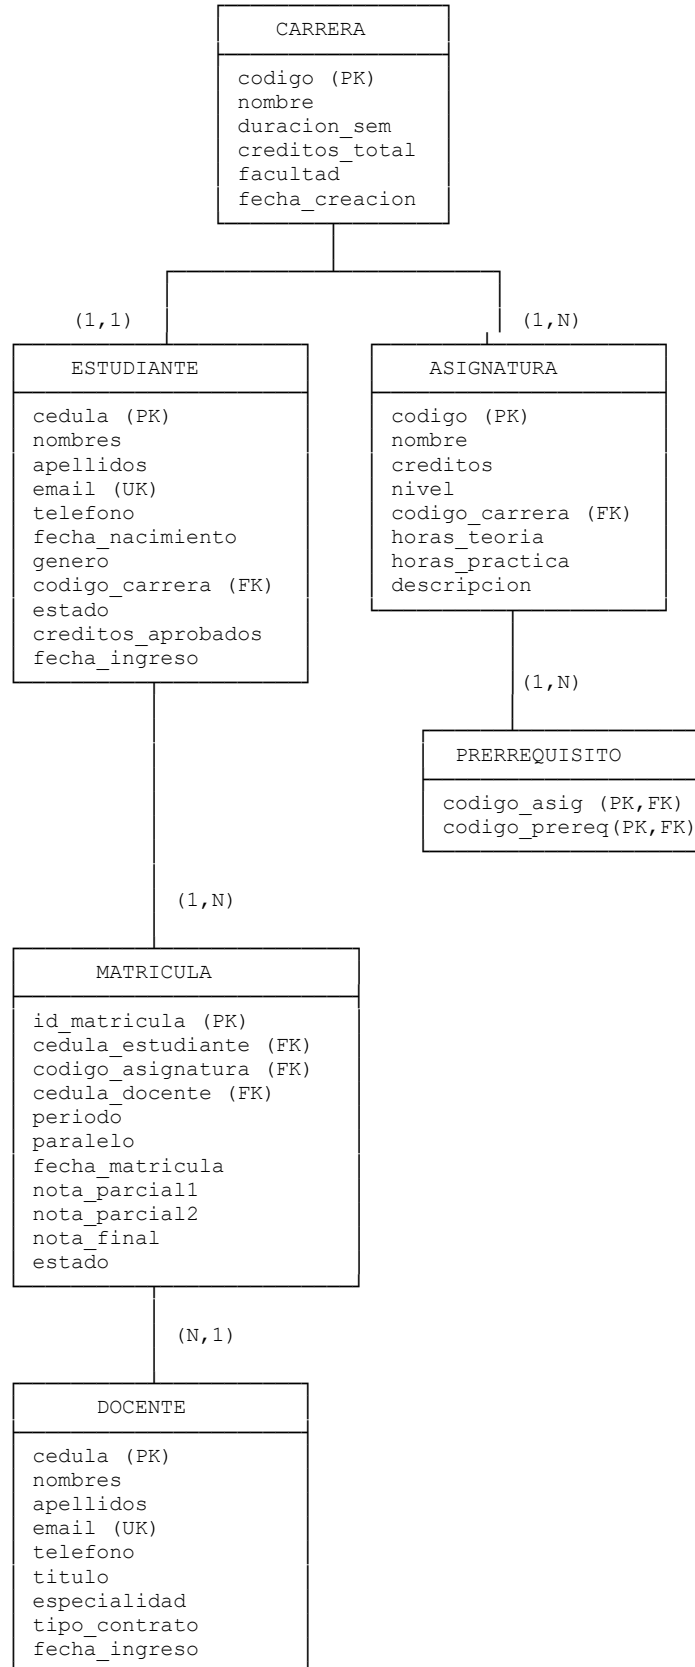 CARRERA
codigo (PK)
nombre
duracion_sem
creditos_total
facultad
fecha_creacion
(1,1)
(1,N)
ESTUDIANTE
cedula (PK)
nombres
apellidos
email (UK)
telefono
fecha_nacimiento
genero
codigo_carrera (FK)
estado
creditos_aprobados
fecha_ingreso
ASIGNATURA
codigo (PK)
nombre
creditos
nivel
codigo_carrera (FK)
horas_teoria
horas_practica
descripcion
(1,N)
PRERREQUISITO
codigo_asig (PK,FK)
codigo_prereq(PK,FK)
(1,N)
MATRICULA
id_matricula (PK)
cedula_estudiante (FK)
codigo_asignatura (FK)
cedula_docente (FK)
periodo
paralelo
fecha_matricula
nota_parcial1
nota_parcial2
nota_final
estado
(N,1)
DOCENTE
cedula (PK)
nombres
apellidos
email (UK)
telefono
titulo
especialidad
tipo_contrato
fecha_ingreso